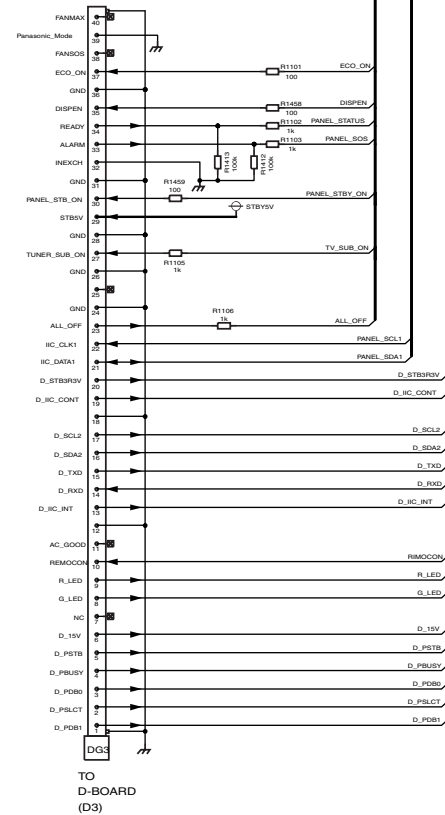 FANMAX
40
Panasonic_Mode
39
FANSOS
38
ECO_ON
37
R1101
100
ECO_ON
GND
36
DISPEN
35
R1458
100
DISPEN
READY
34
R1102
1k
PANEL_STATUS
ALARM
33
R1103
1k
PANEL_SOS
INEXCH
32
R1413
100k
R1412
100k
GND
31
PANEL_STB_ON
30
R1459
100
PANEL_STBY_ON
STB5V
29
STBY5V
GND
28
TUNER_SUB_ON
27
R1105
1k
TV_SUB_ON
GND
26
25
GND
24
ALL_OFF
23
R1106
1k
ALL_OFF
IIC_CLK1
22
PANEL_SCL1
IIC_DATA1
21
PANEL_SDA1
D_STB3R3V
20
D_STB3R3V
D_IIC_CONT
19
D_IIC_CONT
18
D_SCL2
17
D_SCL2
D_SDA2
16
D_SDA2
D_TXD
15
D_TXD
D_RXD
14
D_RXD
D_IIC_INT
13
D_IIC_INT
12
AC_GOOD
11
REMOCON
10
RIMOCON
R_LED
9
R_LED
G_LED
8
G_LED
NC
7
D_15V
6
D_15V
D_PSTB
5
D_PSTB
D_PBUSY
4
D_PBUSY
D_PDB0
3
D_PDB0
D_PSLCT
2
D_PSLCT
D_PDB1
1
D_PDB1
DG3
TO
D-BOARD
(D3)